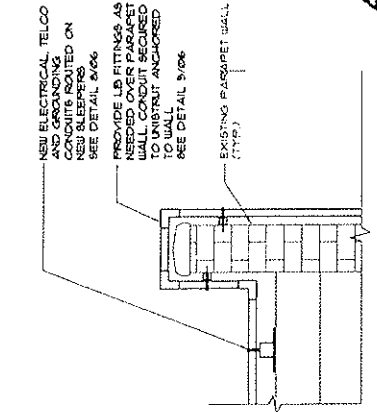 NEW ELECTRICAL, TELCO
AND GROUNDING
CONDUITS ROUTED ON
NEW SLEEPERS
SEE DETAIL 8/06
PROVIDE LB FITTINGS AS
NEEDED OVER PARAPET
WALL. CONDUIT SECURED
TO UNISTRUT ANCHORED
TO WALL
SEE DETAIL 9/06
EXISTING PARAPET WALL
(TYP.)